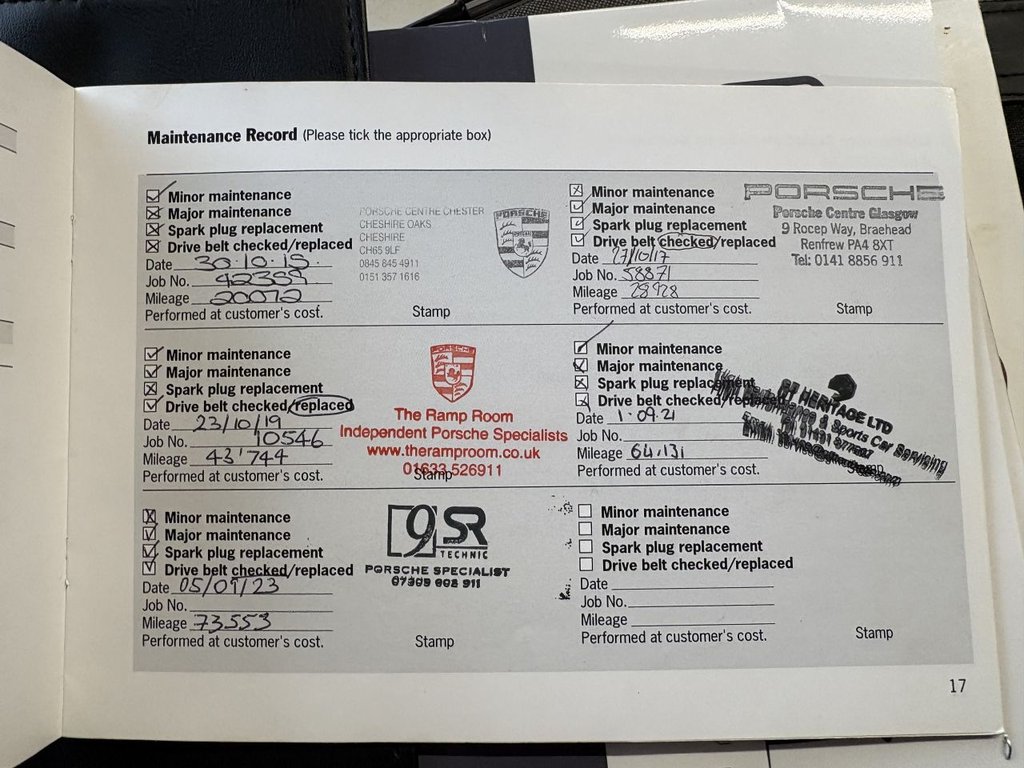 Maintenance Record (Please tick the appropriate box)
Minor maintenance
Major maintenance
Spark plug replacement
Drive belt checked/replaced
Date 30.10.15.
Job No. 42359
Mileage 20072
Performed at customer's cost.
PORSCHE CENTRE CHESTER
CHESHIRE OAKS
CHESHIRE
CH65 9LF
0845 845 4911
0151 357 1616
PORSCHE
Stamp
Minor maintenance
Major maintenance
Spark plug replacement
Drive belt checked/replaced
Date 27/10/17
Job No. 58871
Mileage 28928
Performed at customer's cost.
PORSCHE
Porsche Centre Glasgow
9 Rocep Way, Braehead
Renfrew PA4 8XT
Tel: 0141 8856 911
Stamp
Minor maintenance
Major maintenance
Spark plug replacement
Drive belt checked/replaced
Date 23/10/19
Job No. 10546
Mileage 43'744
Performed at customer's cost.
PORSCHE
The Ramp Room
Independent Porsche Specialists
www.theramproom.co.uk
01633 526911
Stamp
Minor maintenance
Major maintenance
Spark plug replacement
Drive belt checked/replaced
Date 1.09.21
Job No.
Mileage 64,131
Performed at customer's cost.
HERITAGE LTD
& Sports Car Servicing
Minor maintenance
Major maintenance
Spark plug replacement
Drive belt checked/replaced
Date 05/09/23
Job No.
Mileage 73553
Performed at customer's cost.
9SR
TECHNIC
PORSCHE SPECIALIST
Stamp
Minor maintenance
Major maintenance
Spark plug replacement
Drive belt checked/replaced
Date
Job No.
Mileage
Performed at customer's cost.
Stamp
17